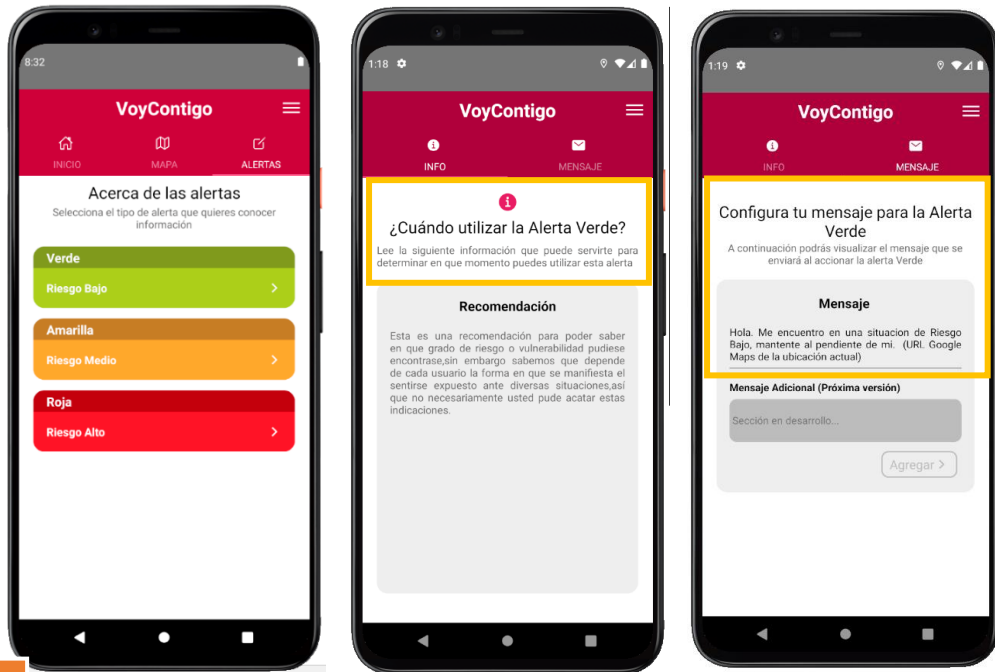 8:32
VoyContigo
INICIO
MAPA
ALERTAS
Acerca de las alertas
Selecciona el tipo de alerta que quieres conocer
información
Verde
Riesgo Bajo
Amarilla
Riesgo Medio
Roja
Riesgo Alto
1:18
VoyContigo
INFO
MENSAJE
¿Cuándo utilizar la Alerta Verde?
Lee la siguiente información que puede servirte para
determinar en que momento puedes utilizar esta alerta
Recomendación
Esta es una recomendación para poder saber
en que grado de riesgo o vulnerabilidad pudiese
encontrase,sin embargo sabemos que depende
de cada usuario la forma en que se manifiesta el
sentirse expuesto ante diversas situaciones,así
que no necesariamente usted pude acatar estas
indicaciones.
1:19
VoyContigo
INFO
MENSAJE
Configura tu mensaje para la Alerta
Verde
A continuación podrás visualizar el mensaje que se
enviará al accionar la alerta Verde
Mensaje
Hola. Me encuentro en una situacion de Riesgo
Bajo, mantente al pendiente de mi. (URL Google
Maps de la ubicación actual)
Mensaje Adicional (Próxima versión)
Sección en desarrollo...
Agregar >